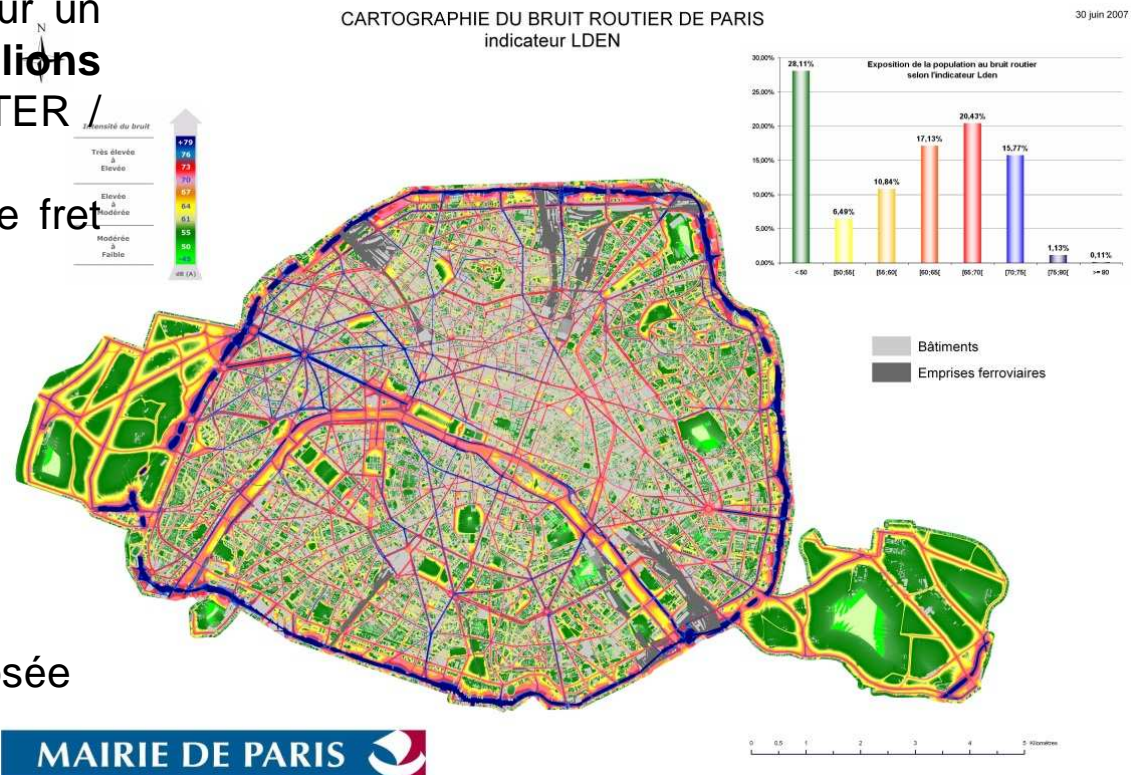 ur un
lions
TER /
e fret
sée
CARTOGRAPHIE DU BRUIT ROUTIER DE PARIS
indicateur LDEN
30 juin 2007
N
Intensité du bruit
Très élevée
à
Elevée
Elevée
à
Modérée
Modérée
à
Faible
+79
76
73
70
67
64
61
55
50
-45
dB (A)
Exposition de la population au bruit routier
selon l'indicateur Lden
30,00%
25,00%
20,00%
15,00%
10,00%
5,00%
0,00%
28,11%
6,49%
10,84%
17,13%
20,43%
15,77%
1,13%
0,11%
< 50
[50;55[
[55;60[
[60;65[
[65;70[
[70;75[
[75;80[
>= 80
Bâtiments
Emprises ferroviaires
MAIRIE DE PARIS
0 0,5 1 2 3 4 5 Kilomètres